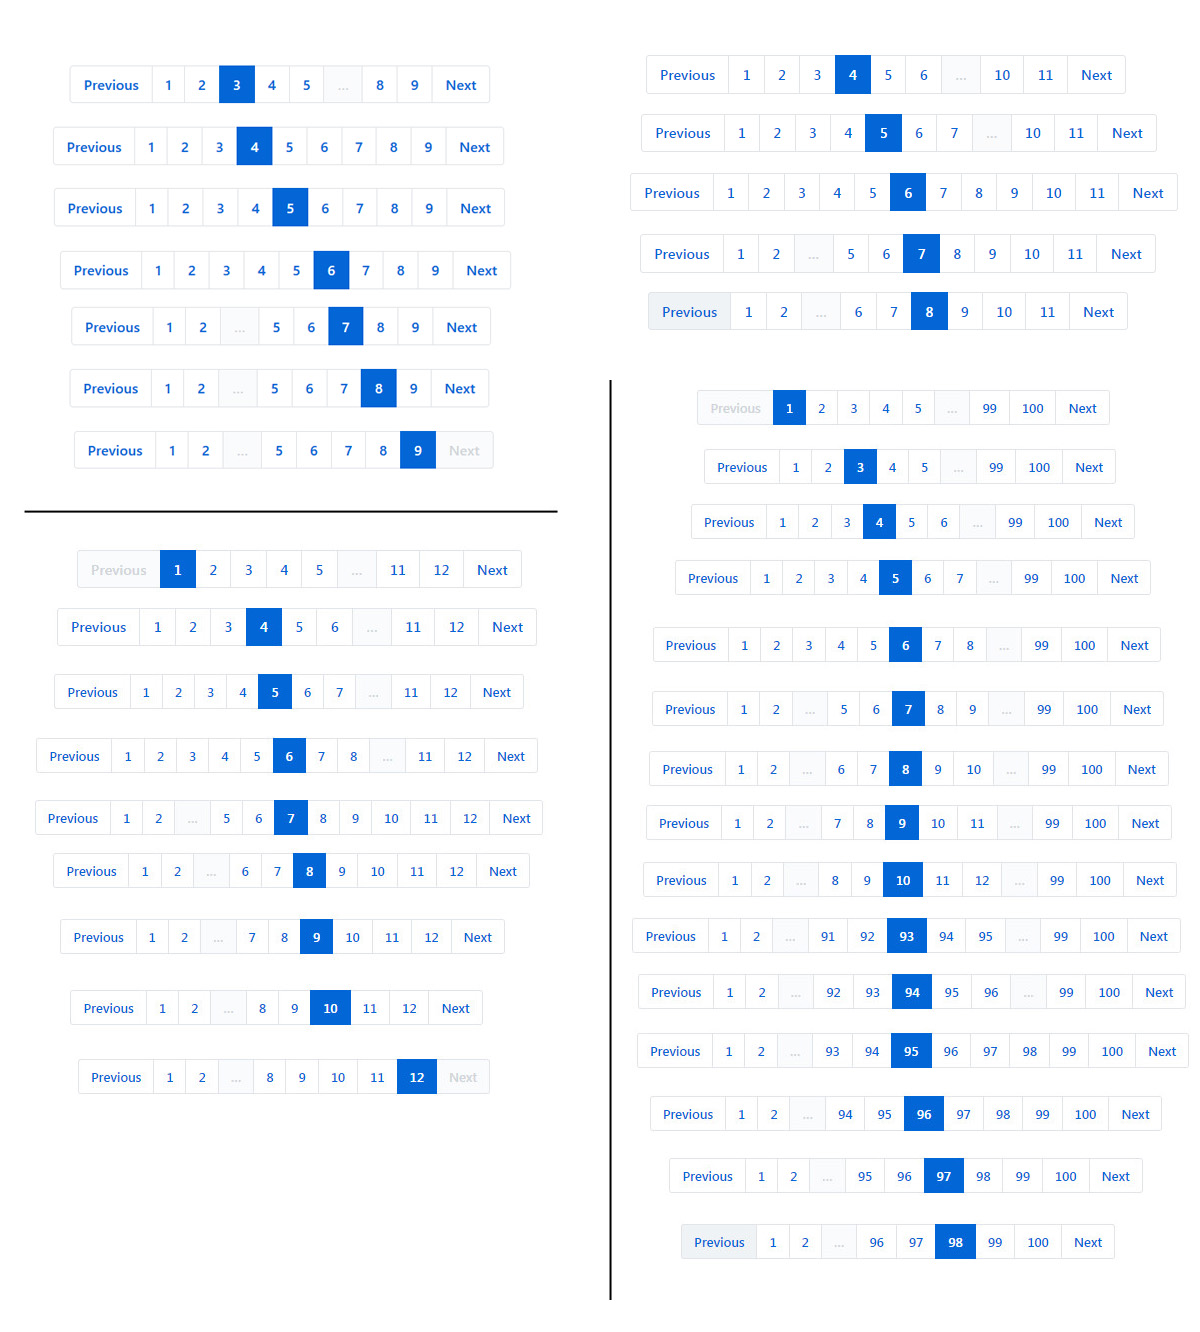 Previous 1 2 3 4 5 ... 8 9 Next
Previous 1 2 3 4 5 6 7 8 9 Next
Previous 1 2 3 4 5 6 7 8 9 Next
Previous 1 2 3 4 5 6 7 8 9 Next
Previous 1 2 ... 5 6 7 8 9 Next
Previous 1 2 ... 5 6 7 8 9 Next
Previous 1 2 ... 5 6 7 8 9 Next
Previous 1 2 3 4 5 ... 11 12 Next
Previous 1 2 3 4 5 6 ... 11 12 Next
Previous 1 2 3 4 5 6 7 ... 11 12 Next
Previous 1 2 3 4 5 6 7 8 ... 11 12 Next
Previous 1 2 ... 5 6 7 8 9 10 11 12 Next
Previous 1 2 ... 6 7 8 9 10 11 12 Next
Previous 1 2 ... 7 8 9 10 11 12 Next
Previous 1 2 ... 8 9 10 11 12 Next
Previous 1 2 ... 8 9 10 11 12 Next
Previous 1 2 3 4 5 6 ... 10 11 Next
Previous 1 2 3 4 5 6 7 ... 10 11 Next
Previous 1 2 3 4 5 6 7 8 9 10 11 Next
Previous 1 2 ... 5 6 7 8 9 10 11 Next
Previous 1 2 ... 6 7 8 9 10 11 Next
Previous 1 2 3 4 5 ... 99 100 Next
Previous 1 2 3 4 5 ... 99 100 Next
Previous 1 2 3 4 5 6 ... 99 100 Next
Previous 1 2 3 4 5 6 7 ... 99 100 Next
Previous 1 2 3 4 5 6 7 8 ... 99 100 Next
Previous 1 2 ... 5 6 7 8 9 ... 99 100 Next
Previous 1 2 ... 6 7 8 9 10 ... 99 100 Next
Previous 1 2 ... 7 8 9 10 11 ... 99 100 Next
Previous 1 2 ... 8 9 10 11 12 ... 99 100 Next
Previous 1 2 ... 91 92 93 94 95 ... 99 100 Next
Previous 1 2 ... 92 93 94 95 96 ... 99 100 Next
Previous 1 2 ... 93 94 95 96 97 98 99 100 Next
Previous 1 2 ... 94 95 96 97 98 99 100 Next
Previous 1 2 ... 95 96 97 98 99 100 Next
Previous 1 2 ... 96 97 98 99 100 Next